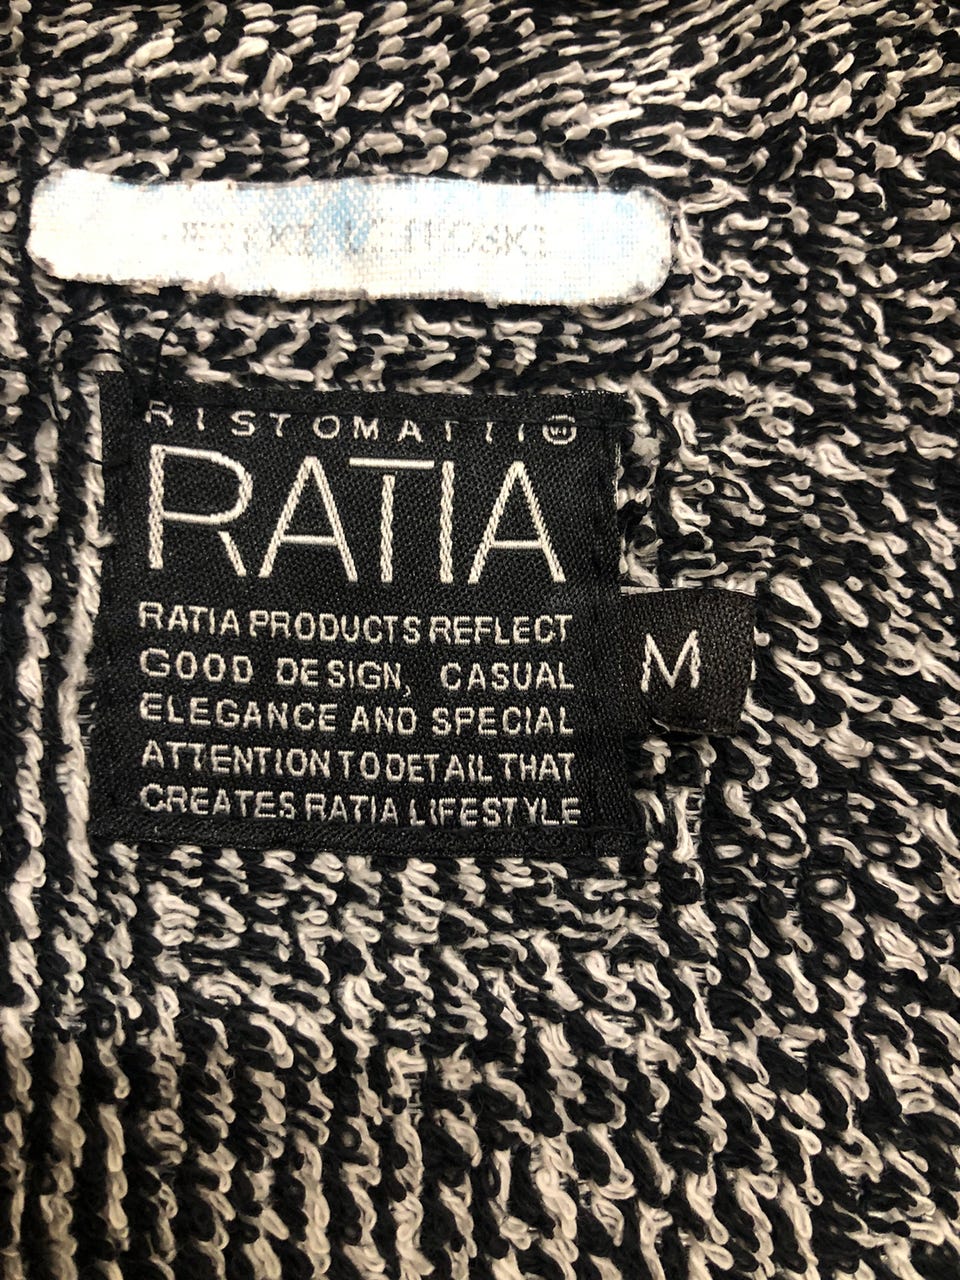 RISTOMATTI
RATIA
RATIA PRODUCTS REFLECT
GOOD DESIGN, CASUAL
ELEGANCE AND SPECIAL
ATTENTION TO DETAIL THAT
CREATES RATIA LIFESTYLE
M